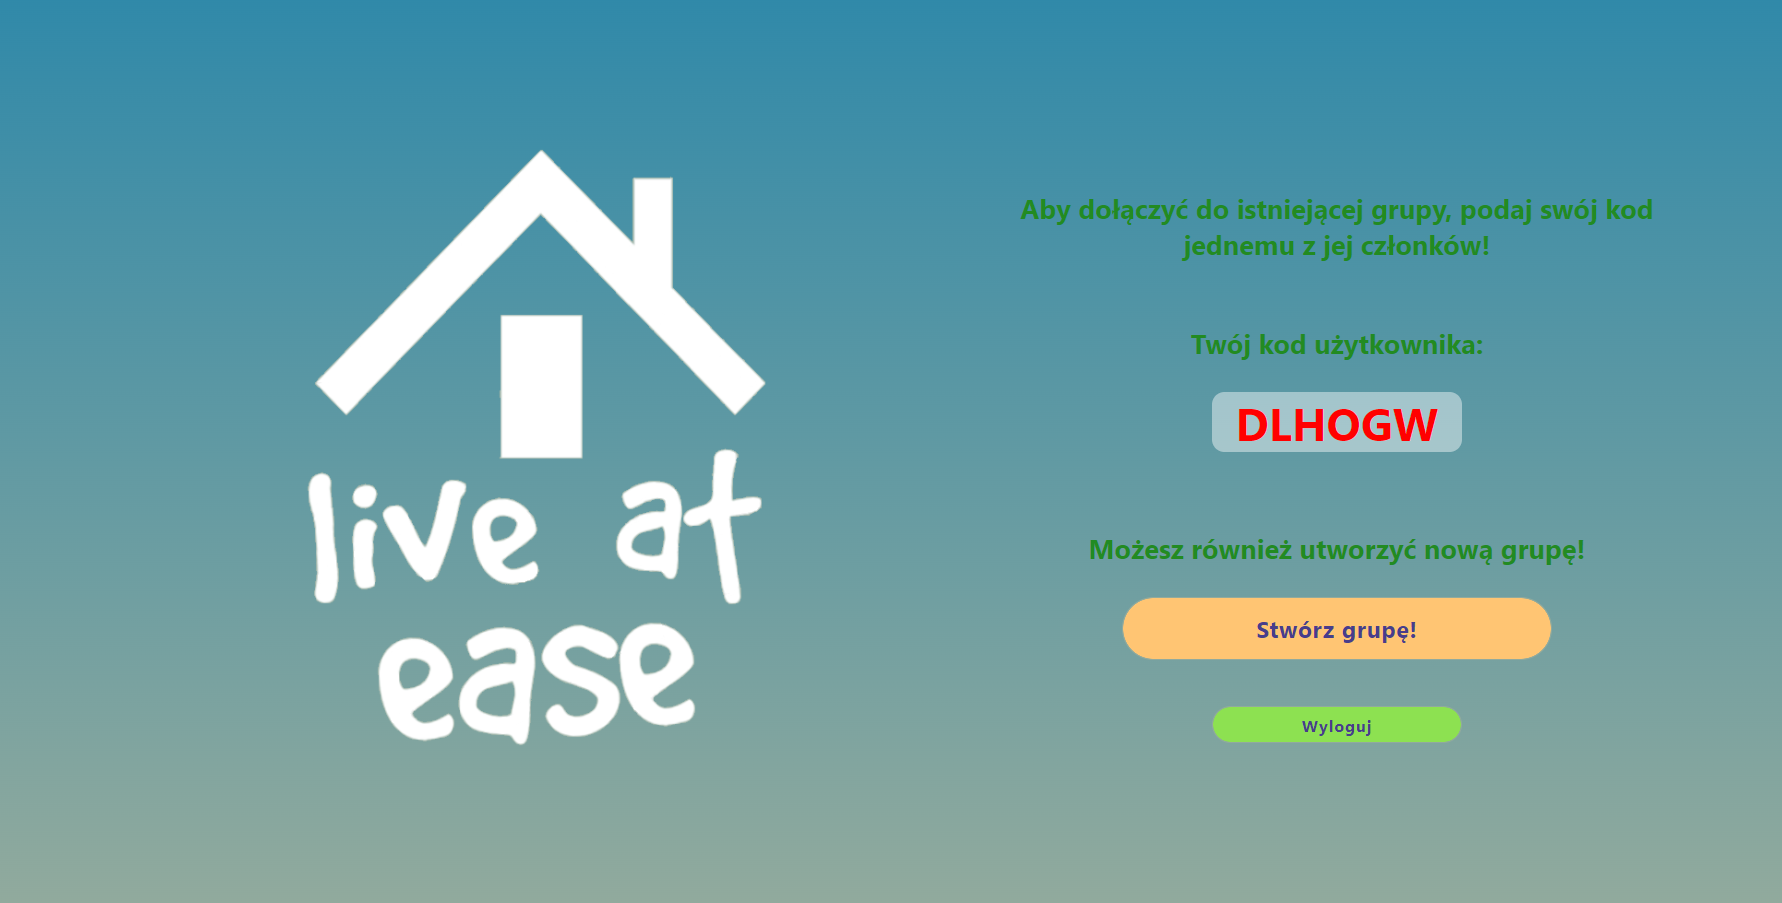 live at
ease
Aby dołączyć do istniejącej grupy, podaj swój kod
jednemu z jej członków!
Twój kod użytkownika:
DLHOGW
Możesz również utworzyć nową grupę!
Stwórz grupę!
Wyloguj